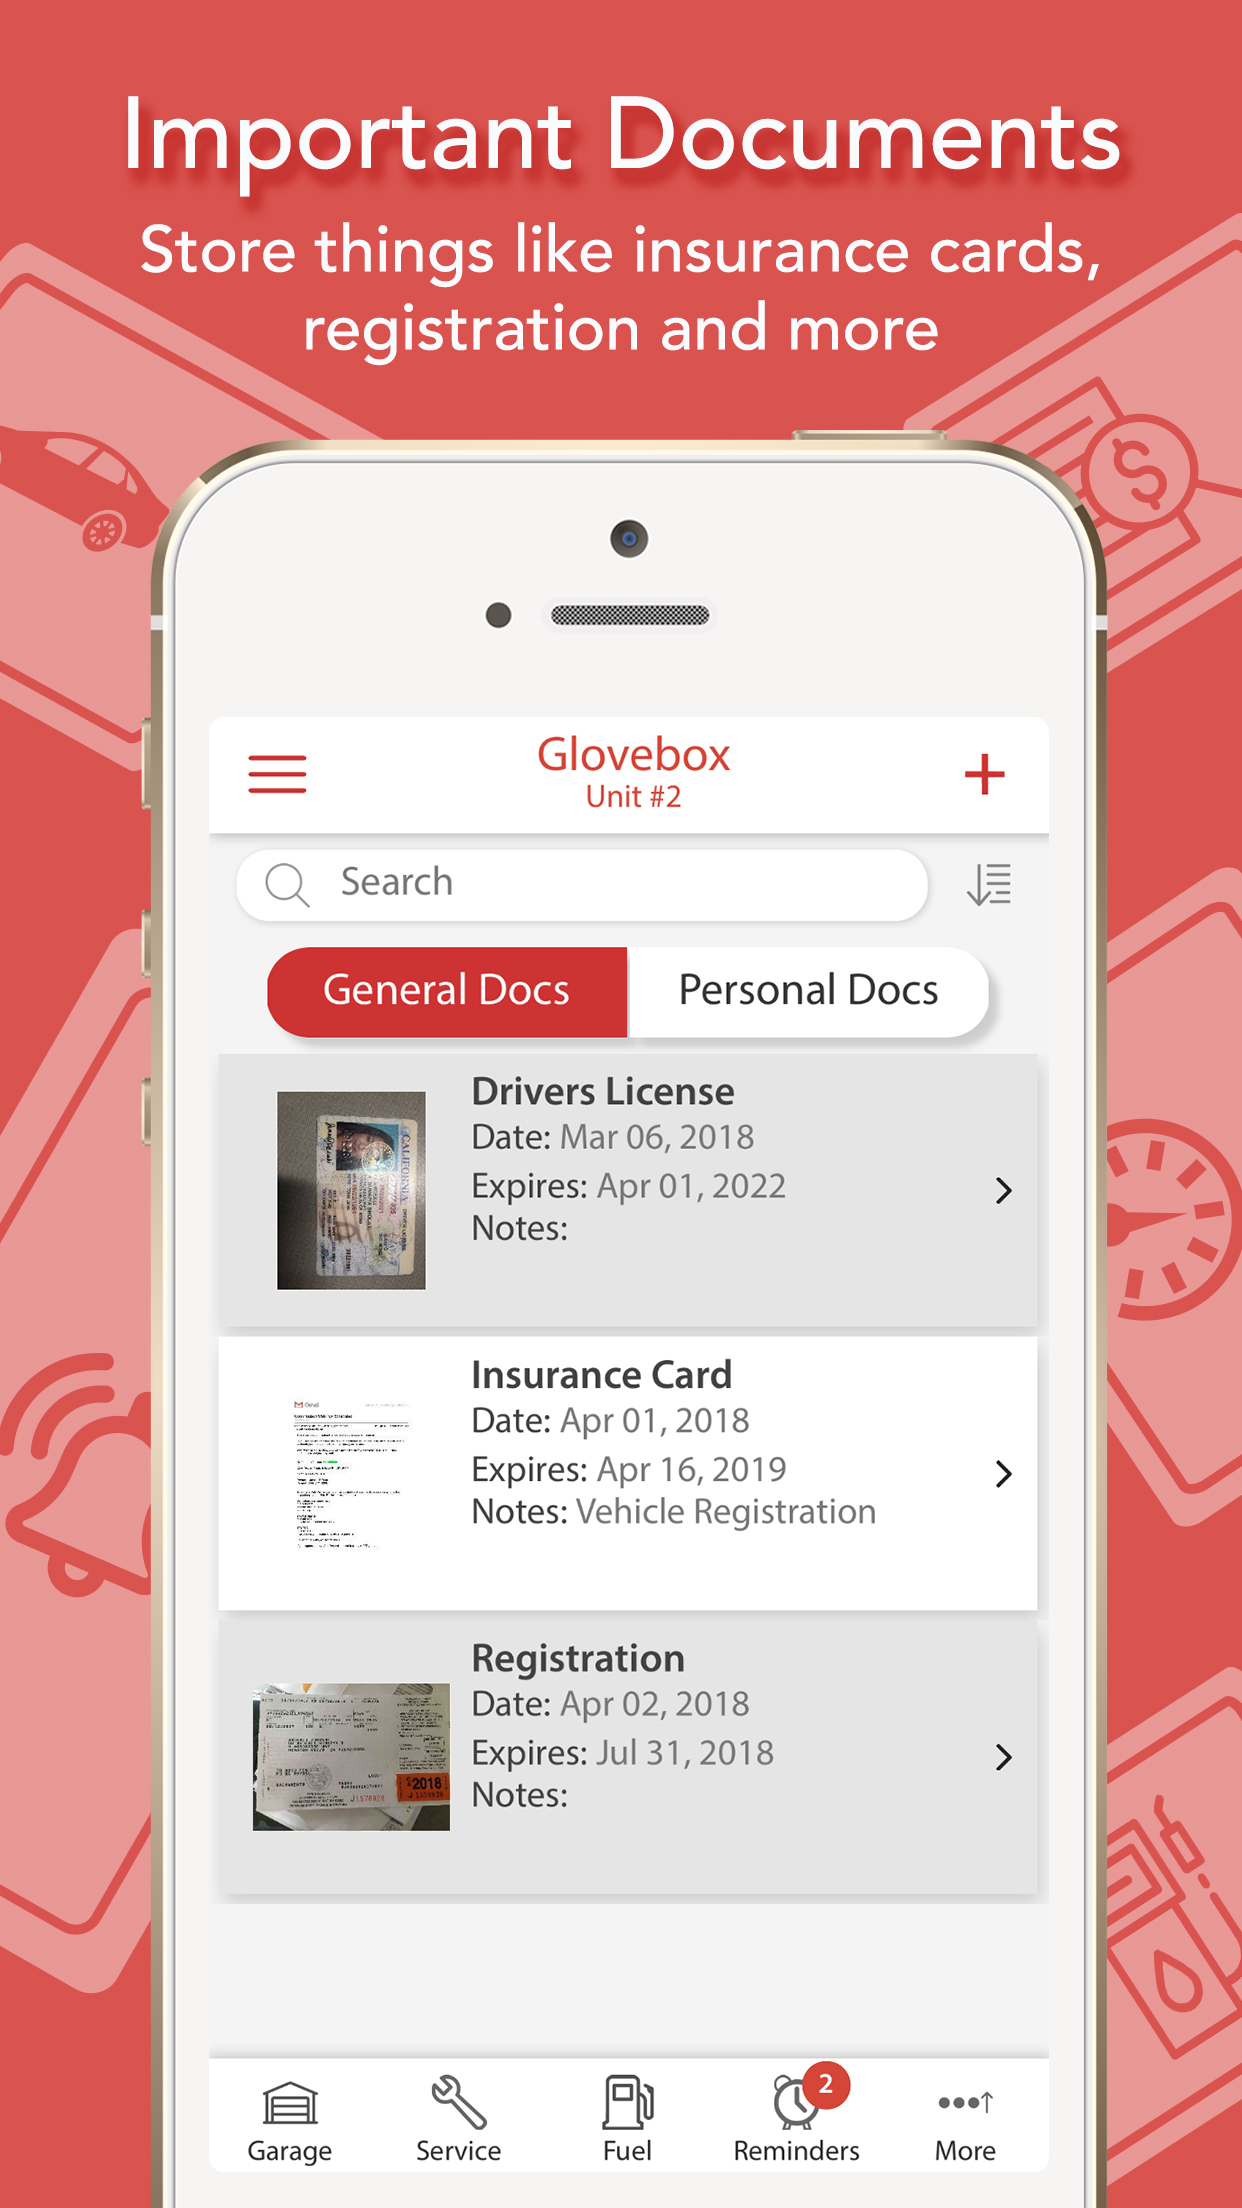 Important Documents
Store things like insurance cards,
registration and more
Glovebox
Unit #2
Search
General Docs
Personal Docs
Drivers License
Date: Mar 06, 2018
Expires: Apr 01, 2022
Notes:
CALIFORNIA
Insurance Card
Date: Apr 01, 2018
Expires: Apr 16, 2019
Notes: Vehicle Registration
Gmail
Registration
Date: Apr 02, 2018
Expires: Jul 31, 2018
Notes:
2018
Garage
Service
Fuel
2
Reminders
More